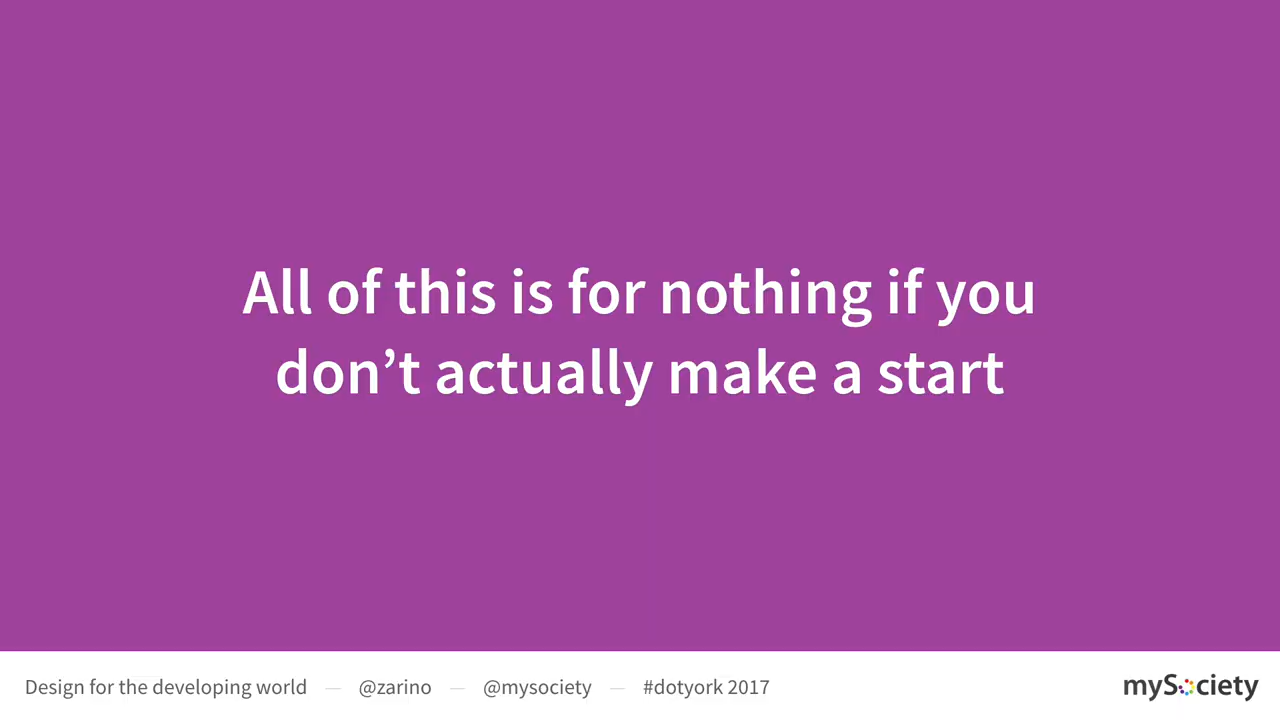 All of this is for nothing if you
don’t actually make a start
Design for the developing world — @zarino — @mysociety — #dotyork 2017
mySociety